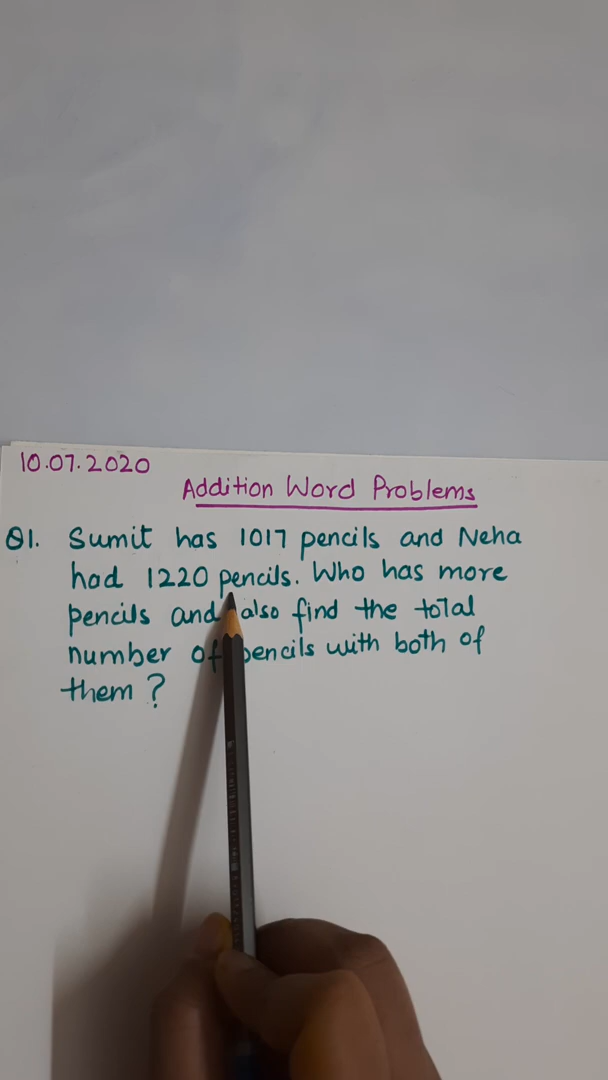 10.07.2020
Addition Word Problems
Q1. Sumit has 1017 pencils and Neha
had 1220 pencils. Who has more
pencils and also find the total
number of pencils with both of
them ?